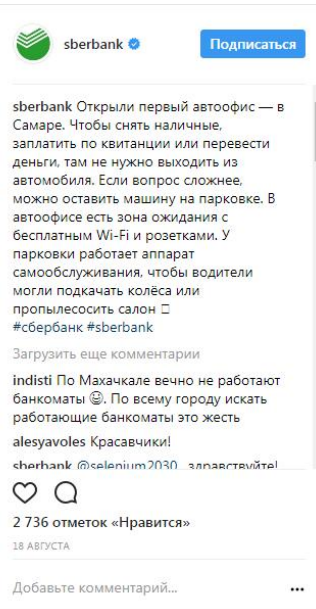 sberbank
Подписаться
sberbank Открыли первый автоофис — в
Самаре. Чтобы снять наличные,
заплатить по квитанции или перевести
деньги, там не нужно выходить из
автомобиля. Если вопрос сложнее,
можно оставить машину на парковке. В
автоофисе есть зона ожидания с
бесплатным Wi-Fi и розетками. У
парковки работает аппарат
самообслуживания, чтобы водители
могли подкачать колёса или
пропылесосить салон
#сбербанк #sberbank
Загрузить еще комментарии
indisti По Махачкале вечно не работают
банкоматы 😩. По всему городу искать
работающие банкоматы это жесть
alesyavoles Красавчики!
sberbank @selenium2030 , здравствуйте!
2 736 отметок «Нравится»
18 АВГУСТА
Добавьте комментарий...